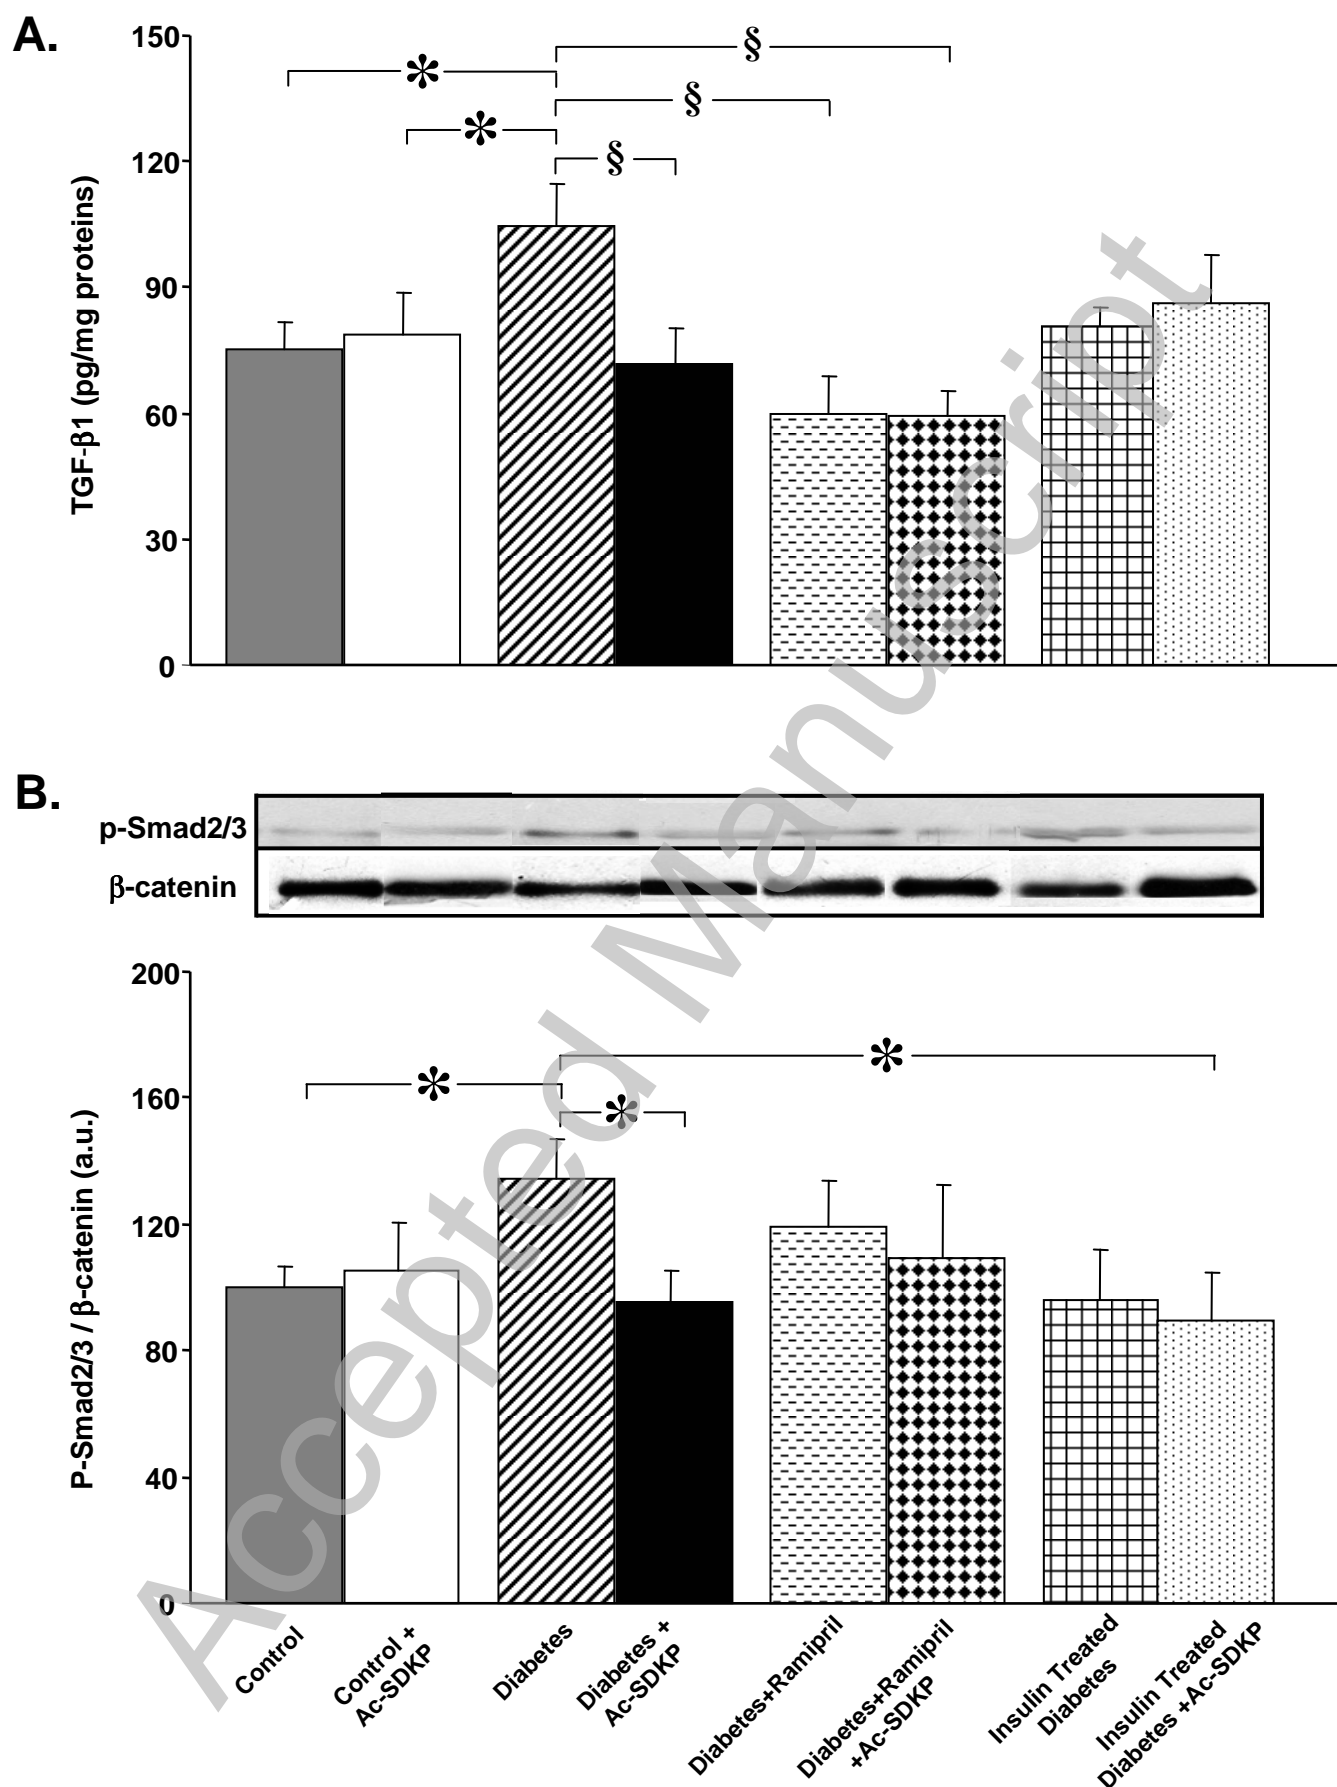 A.
150
120
90
60
30
0
TGF-β1 (pg/mg proteins)
*
*
§
§
§
B.
p-Smad2/3
β-catenin
200
160
120
80
40
0
P-Smad2/3 / β-catenin (a.u.)
*
*
*
Control
Control +
Ac-SDKP
Diabetes
Diabetes +
Ac-SDKP
Diabetes+Ramipril
Diabetes+Ramipril
+Ac-SDKP
Insulin Treated
Diabetes
Insulin Treated
Diabetes +Ac-SDKP
Accepted Manuscript